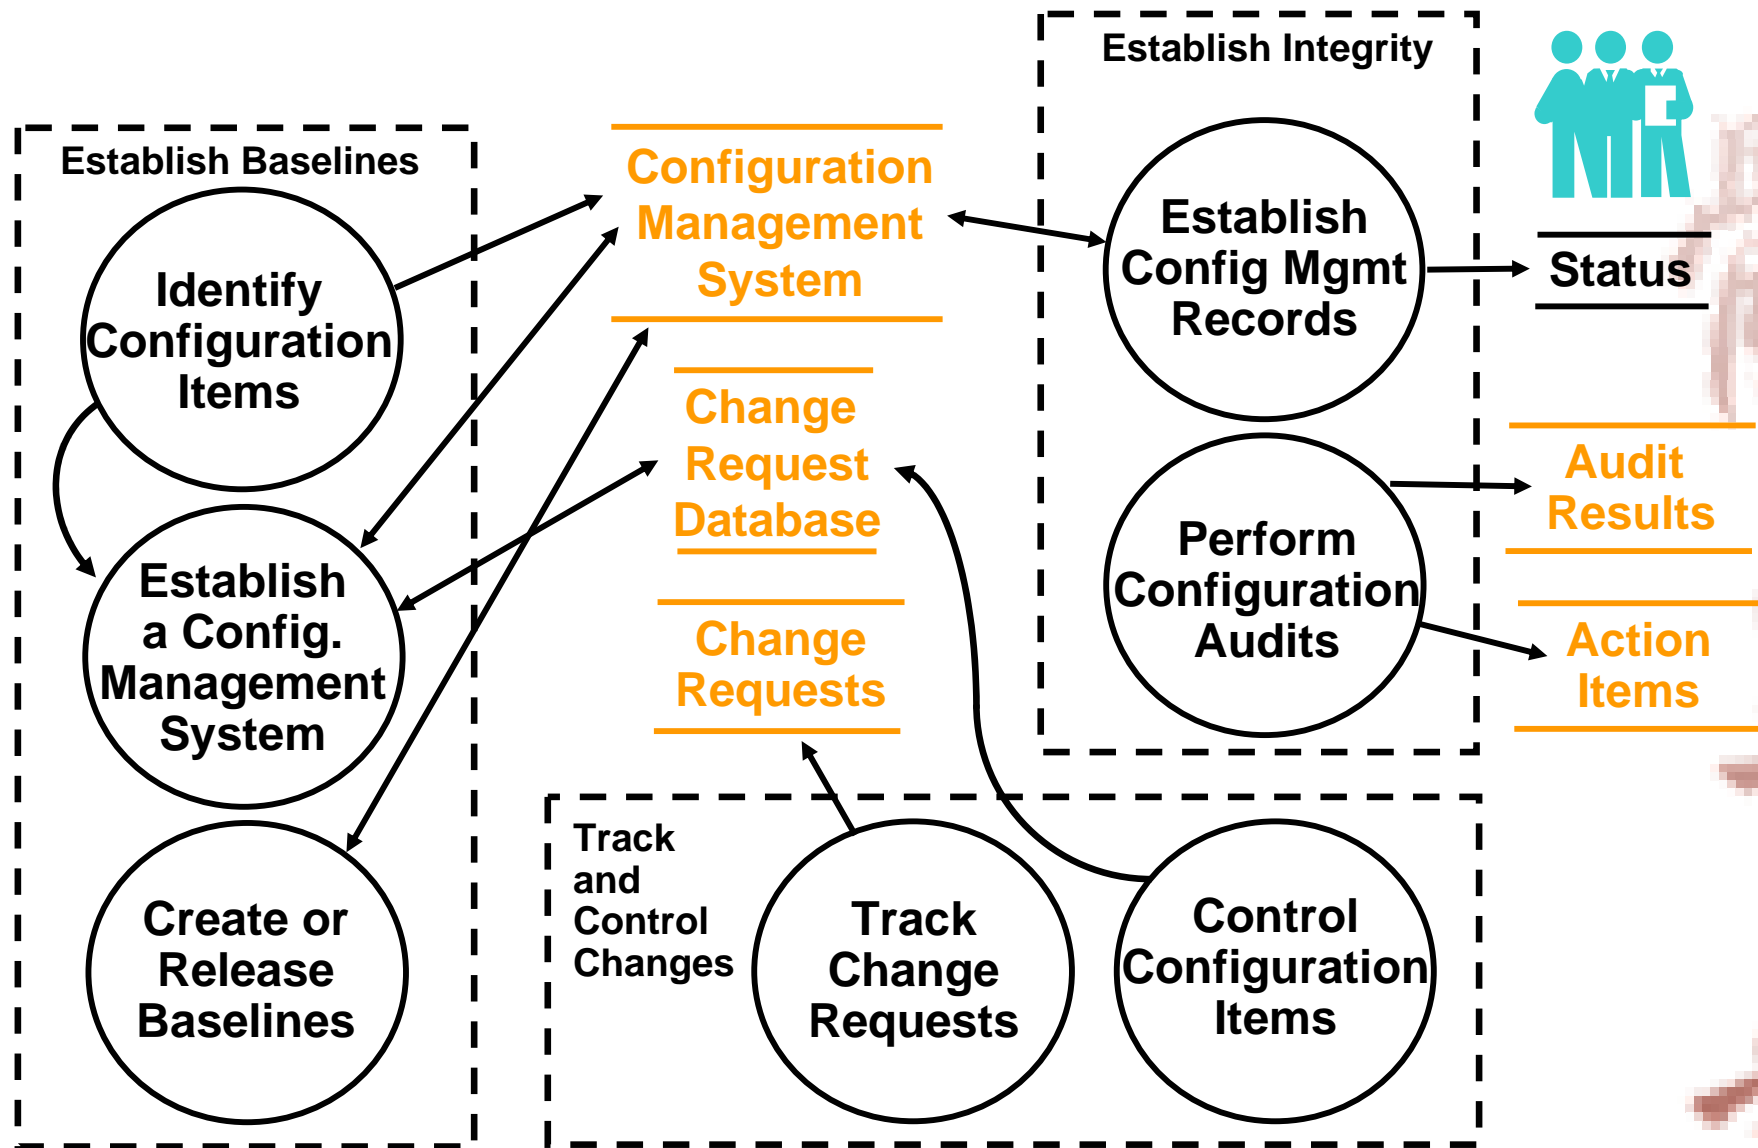 Establish Baselines
Identify
Configuration
Items
Establish
a Config.
Management
System
Create or
Release
Baselines
Configuration
Management
System
Change
Request
Database
Change
Requests
Establish Integrity
Establish
Config Mgmt
Records
Perform
Configuration
Audits
Status
Audit
Results
Action
Items
Track
and
Control
Changes
Track
Change
Requests
Control
Configuration
Items